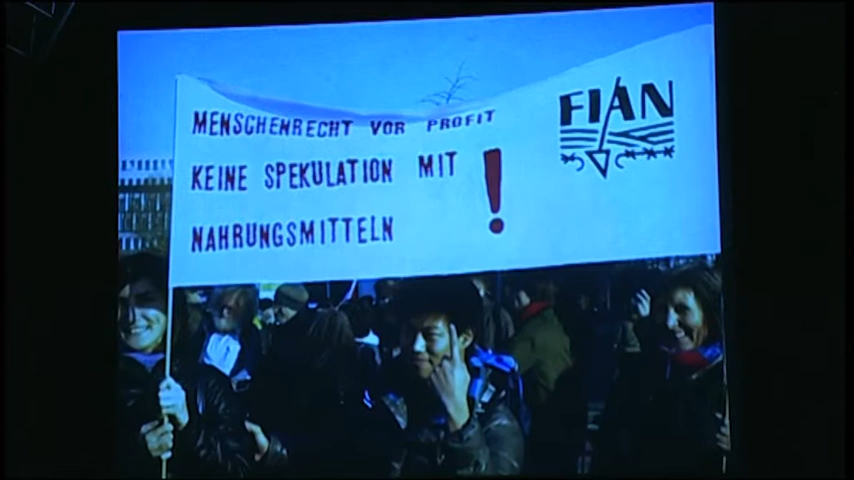 MENSCHENRECHT VOR PROFIT
KEINE SPEKULATION MIT
NAHRUNGSMITTELN !
FIAN